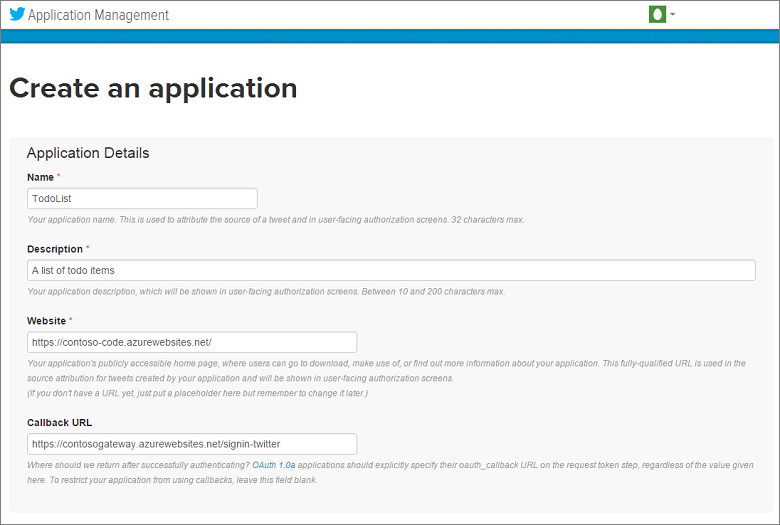 Application Management
Create an application
Application Details
Name *
TodoList
Your application name. This is used to attribute the source of a tweet and in user-facing authorization screens. 32 characters max.
Description *
A list of todo items
Your application description, which will be shown in user-facing authorization screens. Between 10 and 200 characters max.
Website *
https://contoso-code.azurewebsites.net/
Your application's publicly accessible home page, where users can go to download, make use of, or find out more information about your application. This fully-qualified URL is used in the
source attribution for tweets created by your application and will be shown in user-facing authorization screens.
(If you don't have a URL yet, just put a placeholder here but remember to change it later.)
Callback URL
https://contosogateway.azurewebsites.net/signin-twitter
Where should we return after successfully authenticating? OAuth 1.0a applications should explicitly specify their oauth_callback URL on the request token step, regardless of the value given
here. To restrict your application from using callbacks, leave this field blank.